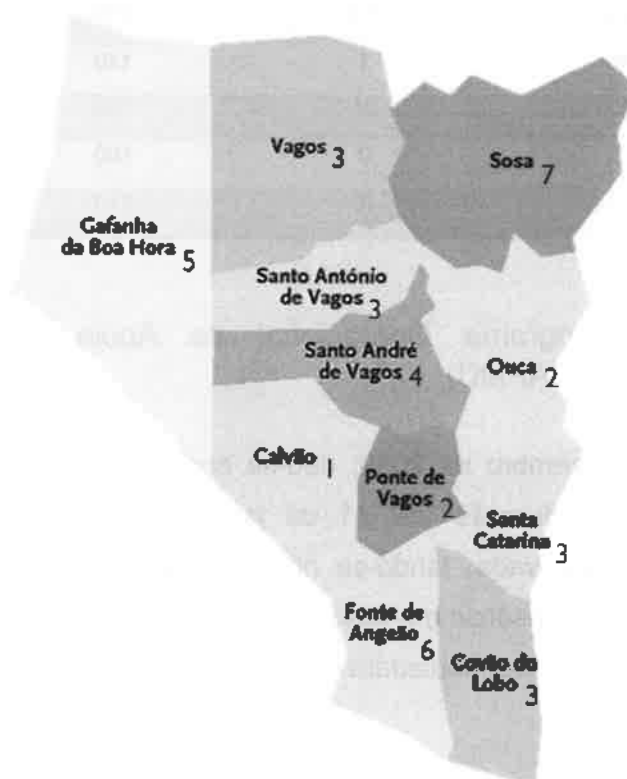 Vagos 3
Sosa 7
Gafanha
da Boa Hora 5
Santo António
de Vagos 3
Santo André
de Vagos 4
Ouca 2
Calvão 1
Ponte de
Vagos 2
Santa
Catarina 3
Fonte de
Angeão 6
Covão do
Lobo 3